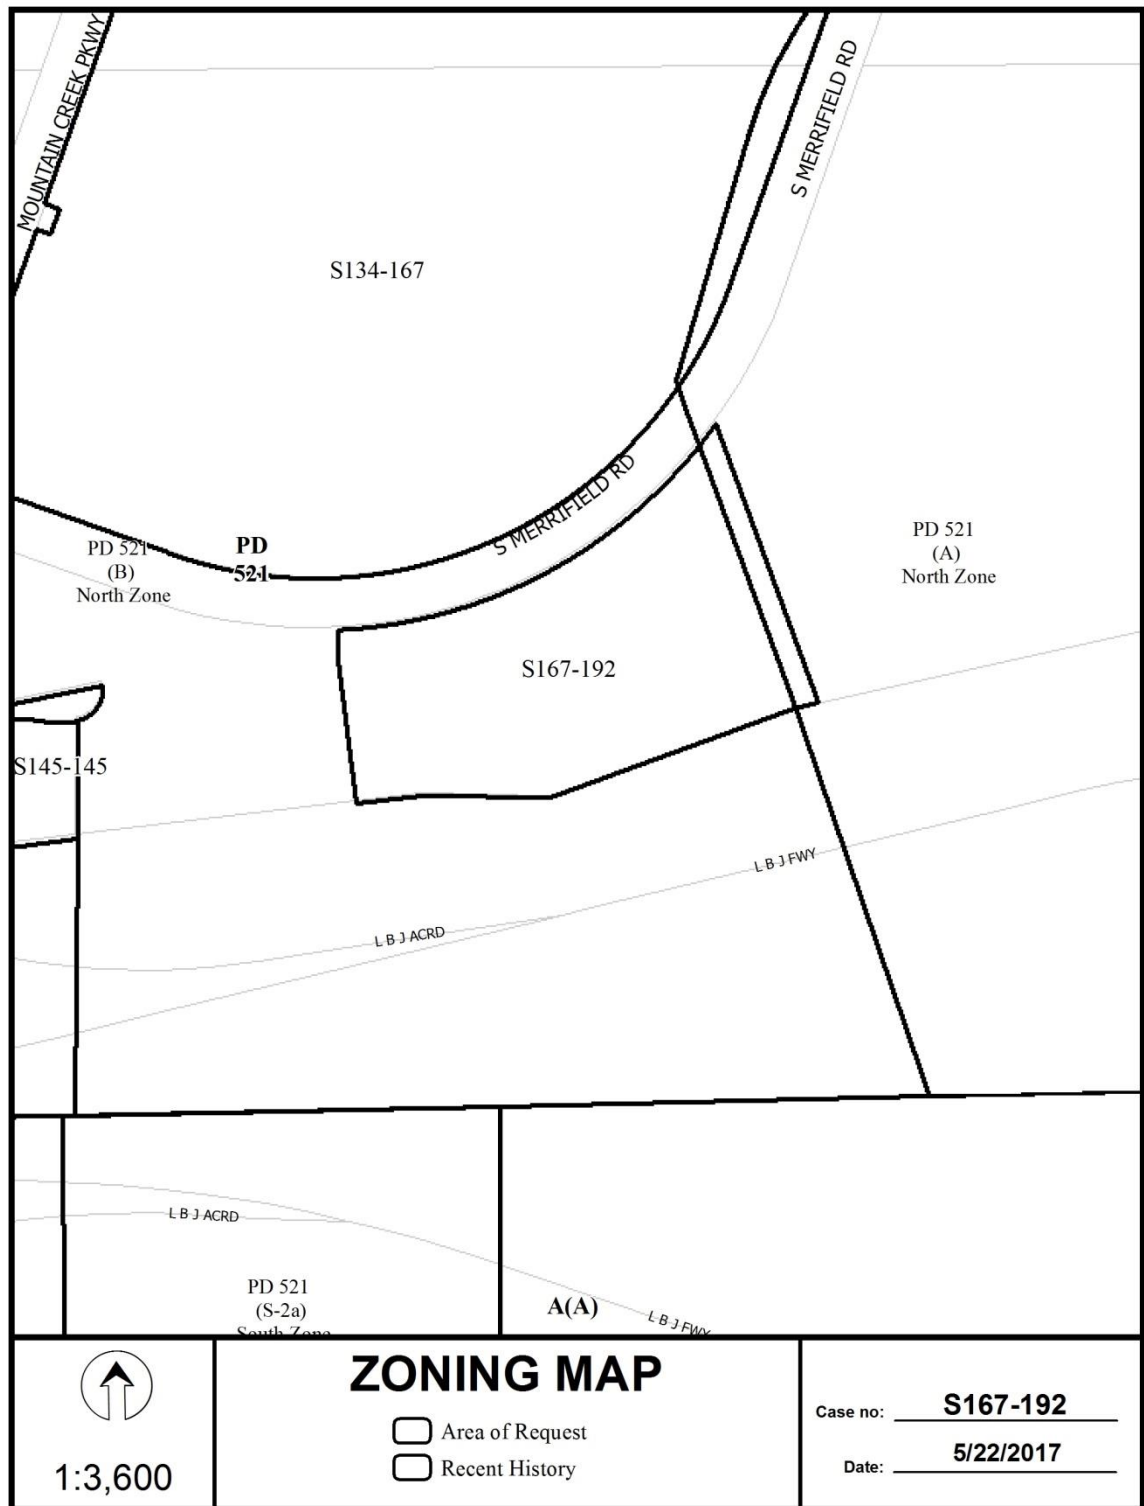 MOUNTAIN CREEK PKWY
S MERRIFIELD RD
S134-167
S MERRIFIELD RD
PD 521
(B)
North Zone
PD
521
PD 521
(A)
North Zone
S167-192
S145-145
L B J FWY
L B J ACRD
L B J ACRD
PD 521
(S-2a)
South Zone
A(A)
L B J FWY
1:3,600
ZONING MAP
Area of Request
Recent History
Case no: S167-192
Date: 5/22/2017